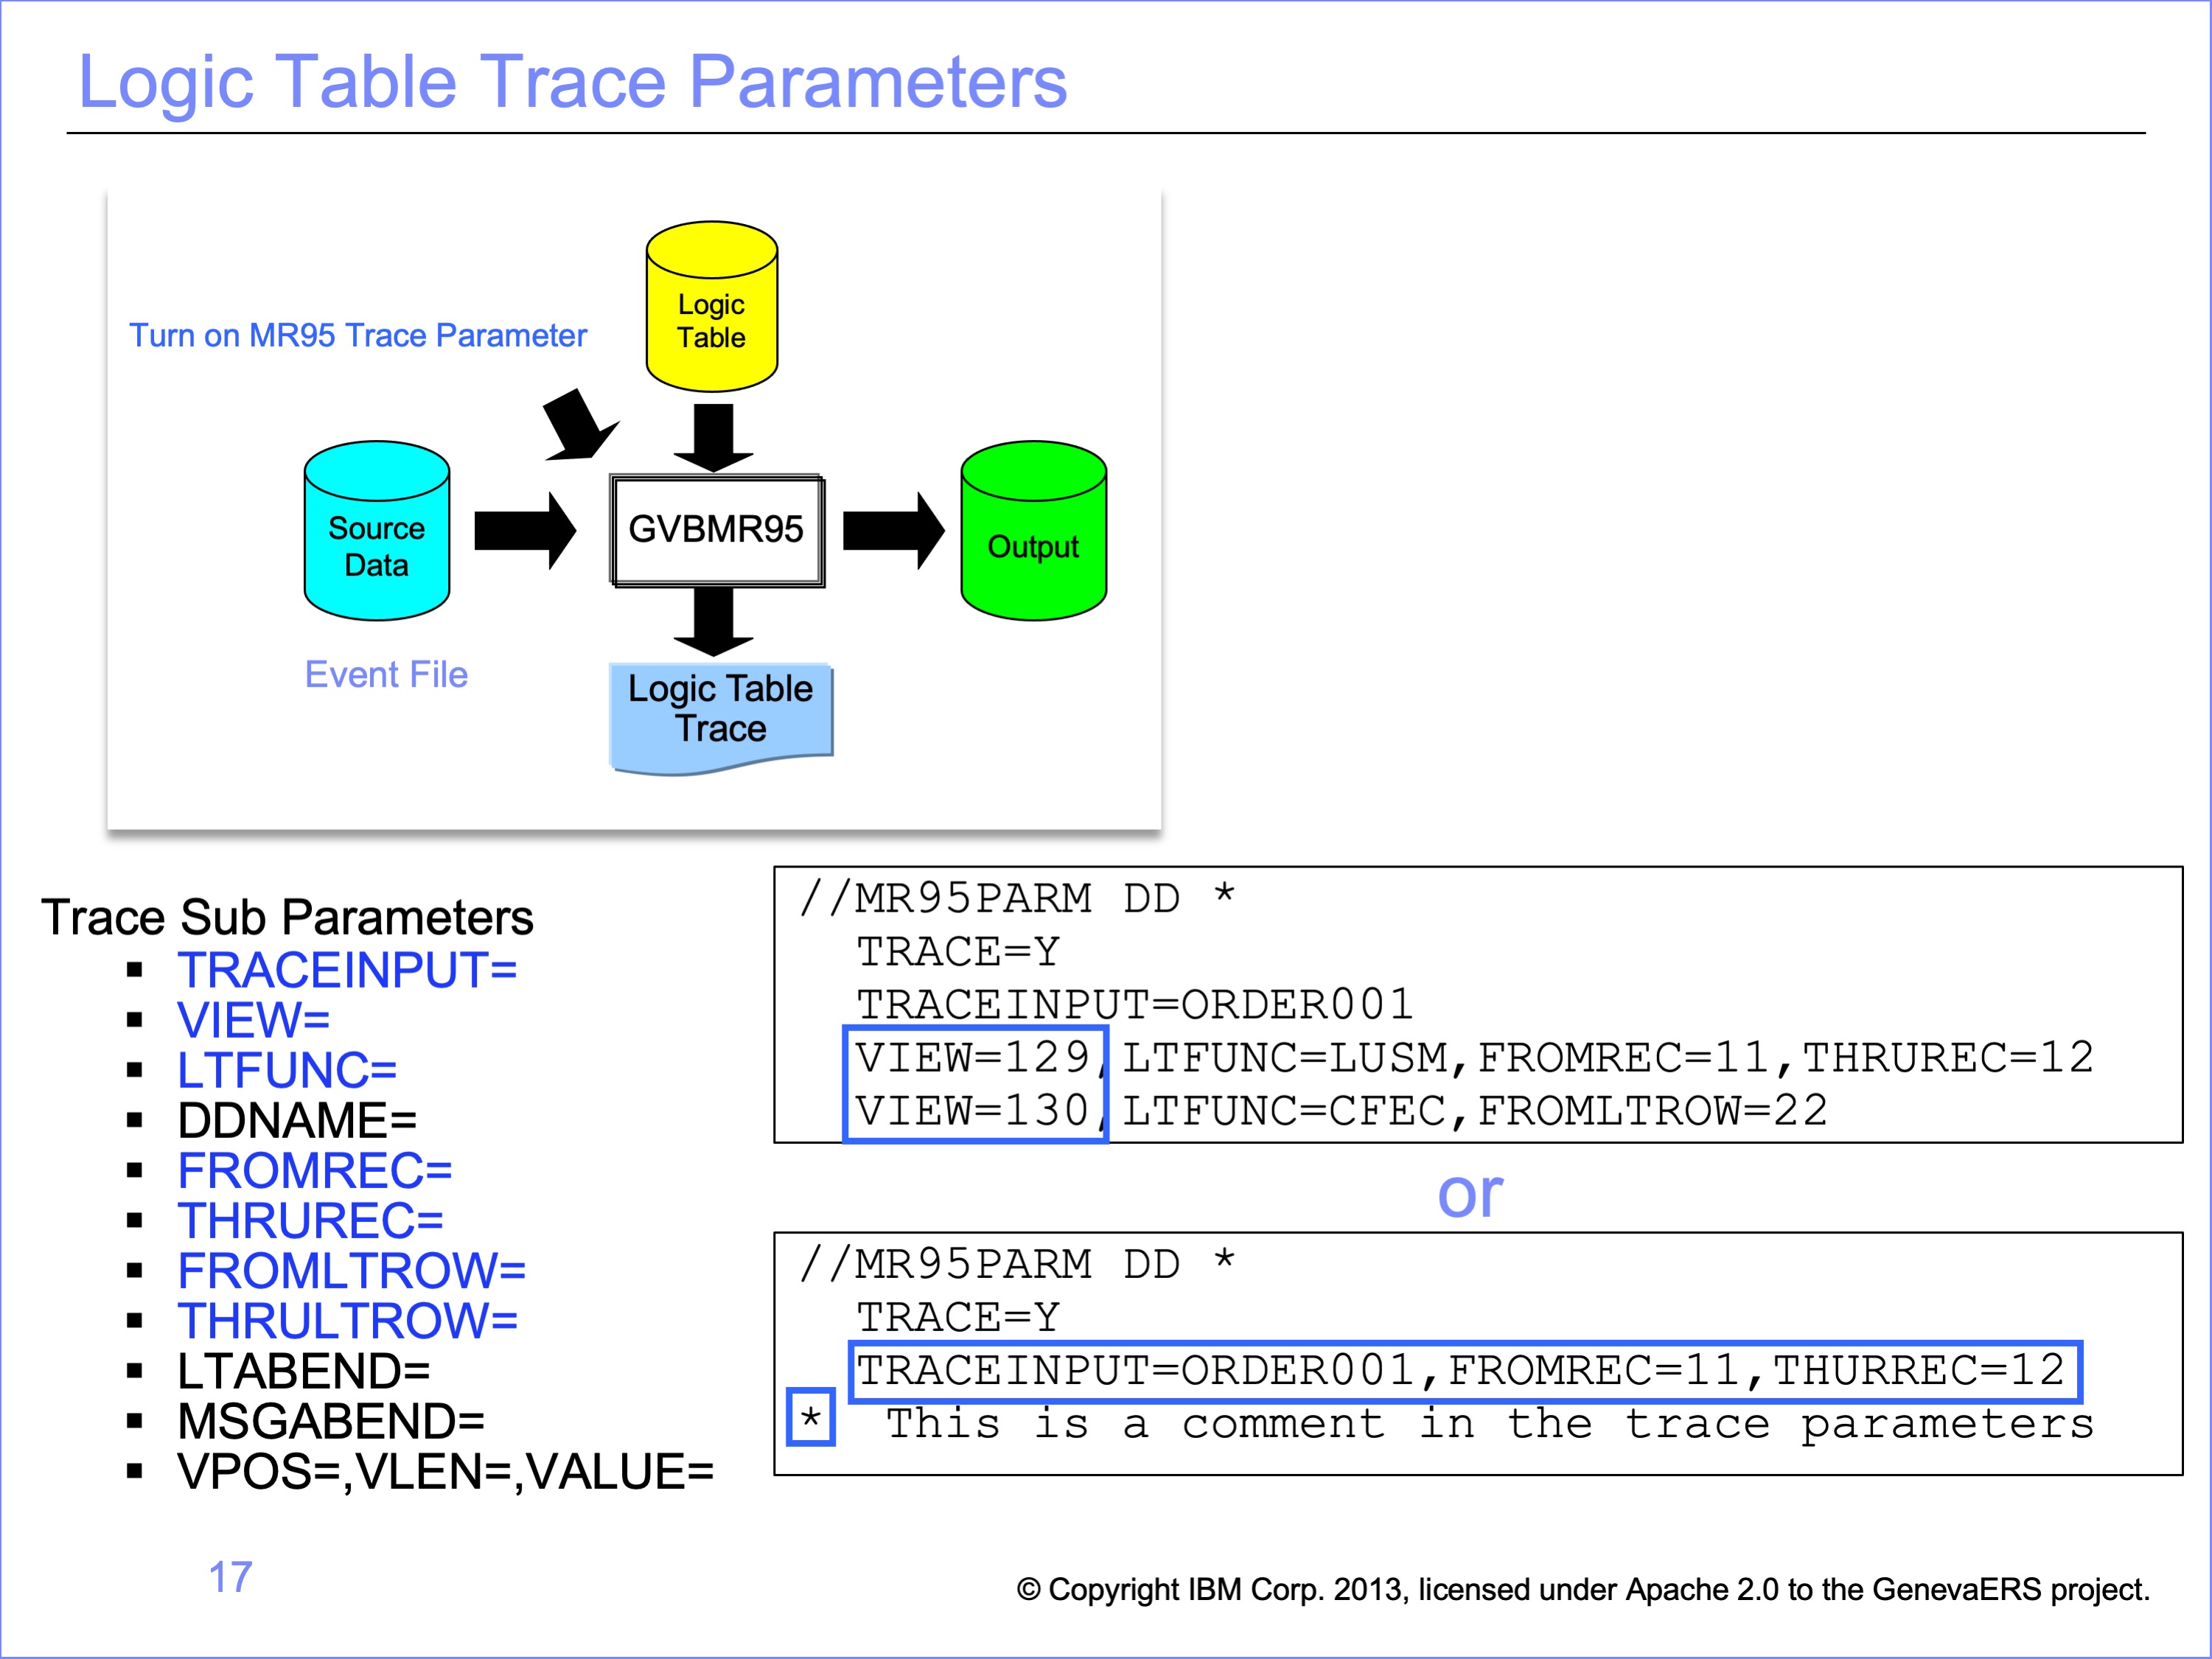 Logic Table Trace Parameters
Logic
Table
Turn on MR95 Trace Parameter
Source
Data
GVBMR95
Output
Event File
Logic Table
Trace
Trace Sub Parameters
▪ TRACEINPUT=
▪ VIEW=
▪ LTFUNC=
▪ DDNAME=
▪ FROMREC=
▪ THRUREC=
▪ FROMLTROW=
▪ THRULTROW=
▪ LTABEND=
▪ MSGABEND=
▪ VPOS=,VLEN=,VALUE=
//MR95PARM DD *
TRACE=Y
TRACEINPUT=ORDER001
VIEW=129,LTFUNC=LUSM,FROMREC=11,THRUREC=12
VIEW=130,LTFUNC=CFEC,FROMLTROW=22
or
//MR95PARM DD *
TRACE=Y
TRACEINPUT=ORDER001,FROMREC=11,THURREC=12
* This is a comment in the trace parameters
17
© Copyright IBM Corp. 2013, licensed under Apache 2.0 to the GenevaERS project.